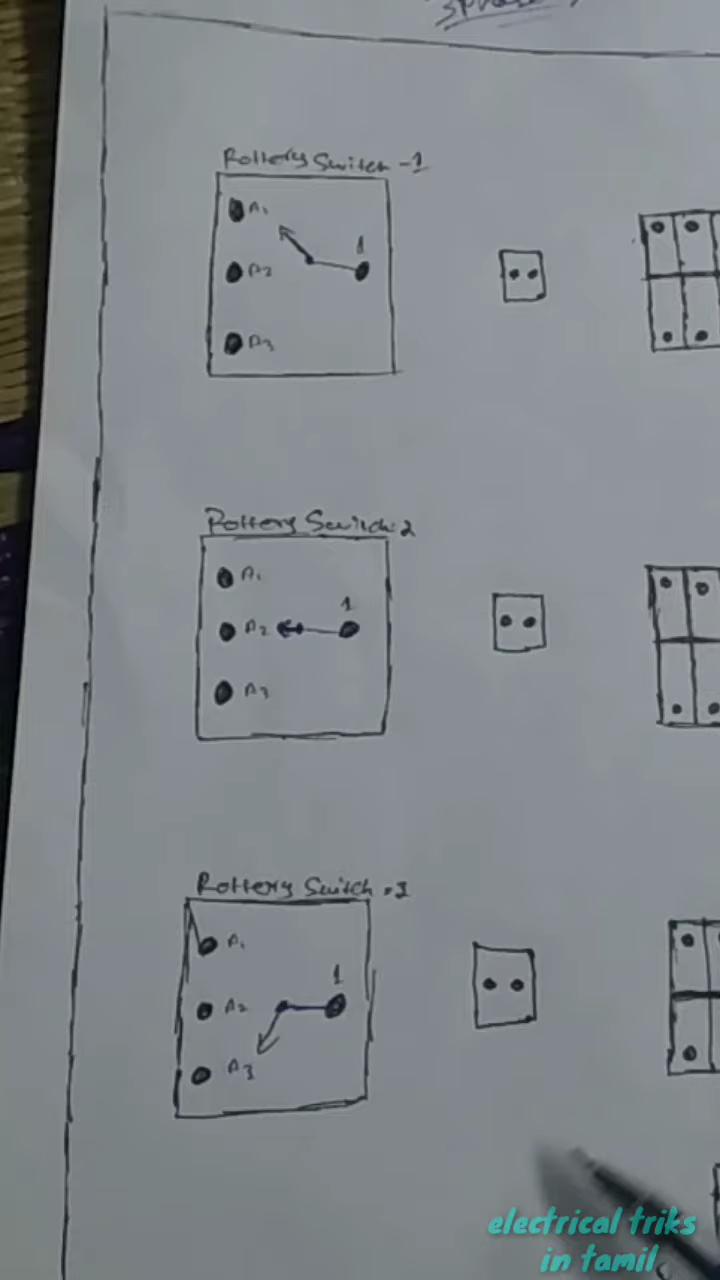 Rottery Switch -1
A1
1
A2
A3
Rottery Switch-2
A1
1
A2
A3
Rottery Switch -3
A1
1
A2
A3
electrical triks
in tamil